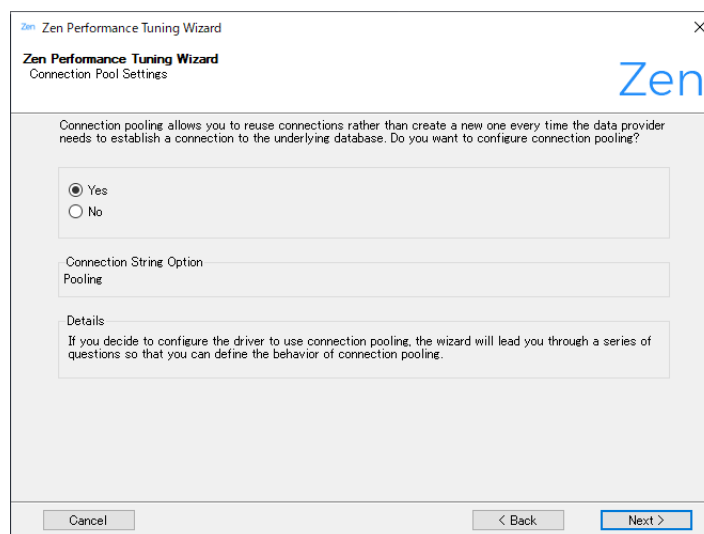 Zen Zen Performance Tuning Wizard
Zen Performance Tuning Wizard
Connection Pool Settings
Zen
Connection pooling allows you to reuse connections rather than create a new one every time the data provider
needs to establish a connection to the underlying database. Do you want to configure connection pooling?
Yes
No
Connection String Option
Pooling
Details
If you decide to configure the driver to use connection pooling, the wizard will lead you through a series of
questions so that you can define the behavior of connection pooling.
Cancel
< Back
Next >